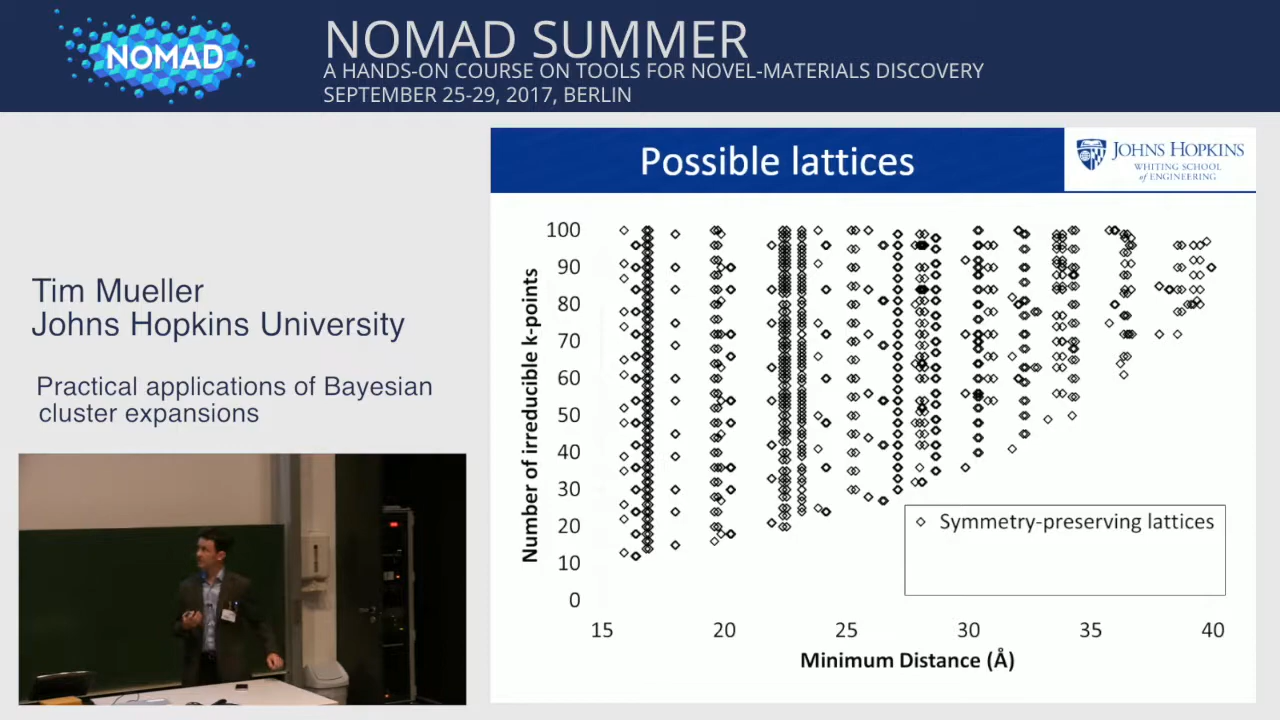 NOMAD
NOMAD SUMMER
A HANDS-ON COURSE ON TOOLS FOR NOVEL-MATERIALS DISCOVERY
SEPTEMBER 25-29, 2017, BERLIN
Tim Mueller
Johns Hopkins University
Practical applications of Bayesian
cluster expansions
Possible lattices
JOHNS HOPKINS
WHITING SCHOOL
of ENGINEERING
Number of irreducible k-points
100
90
80
70
60
50
40
30
20
10
0
Symmetry-preserving lattices
15 20 25 30 35 40
Minimum Distance (Å)